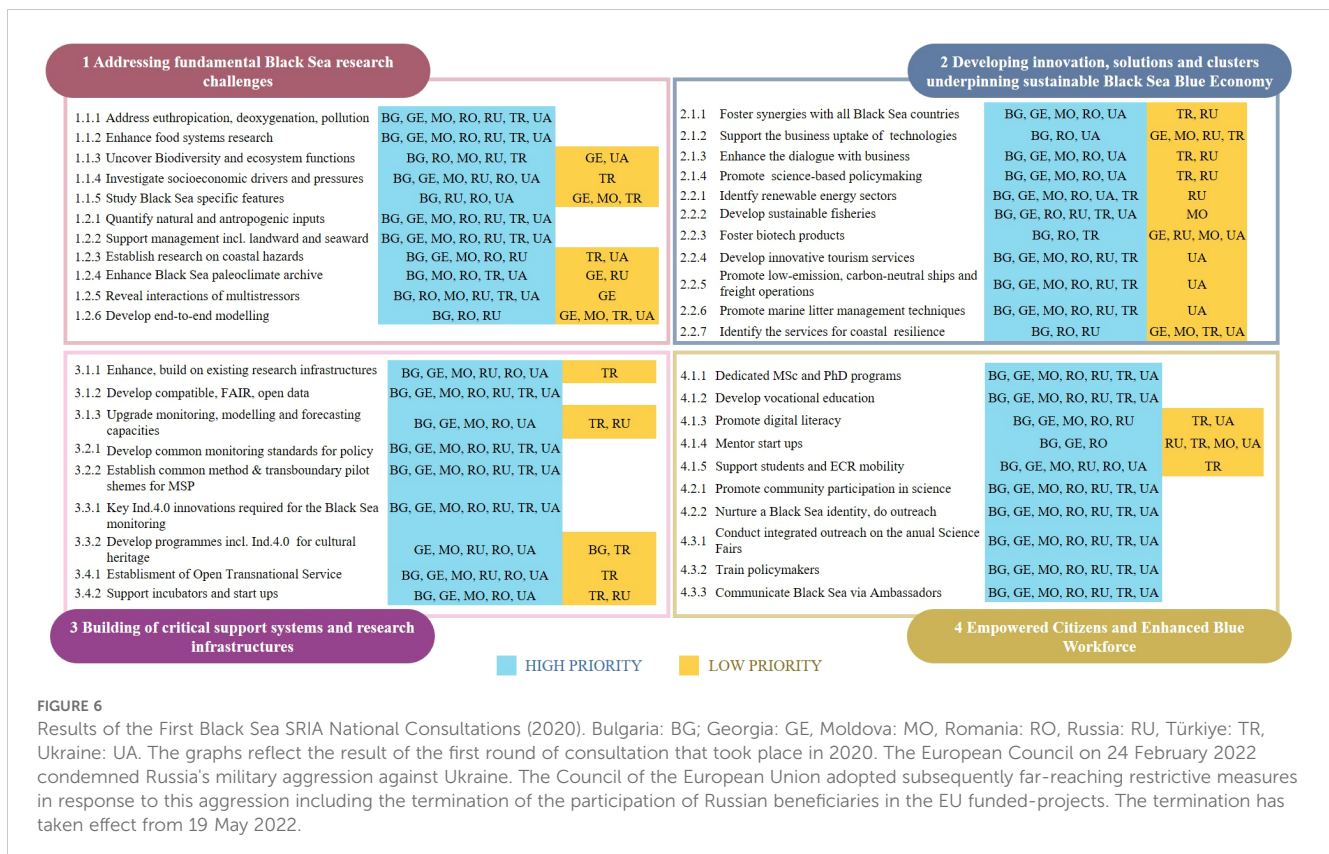 1 Addressing fundamental Black Sea research
challenges
1.1.1 Address euthropication, deoxygenation, pollution BG, GE, MO, RO, RU, TR, UA
1.1.2 Enhance food systems research BG, GE, MO, RO, RU, TR, UA
1.1.3 Uncover Biodiversity and ecosystem functions BG, RO, MO, RU, TR GE, UA
1.1.4 Investigate socioeconomic drivers and pressures BG, GE, MO, RU, RO, UA TR
1.1.5 Study Black Sea specific features BG, RU, RO, UA GE, MO, TR
1.2.1 Quantify natural and antropogenic inputs BG, GE, MO, RO, RU, TR, UA
1.2.2 Support management incl. landward and seaward BG, GE, MO, RO, RU, TR, UA
1.2.3 Establish research on coastal hazards BG, GE, MO, RO, RU TR, UA
1.2.4 Enhance Black Sea paleoclimate archive BG, MO, RO, TR, UA GE, RU
1.2.5 Reveal interactions of multistressors BG, RO, MO, RU, TR, UA GE
1.2.6 Develop end-to-end modelling BG, RO, RU GE, MO, TR, UA
2 Developing innovation, solutions and clusters
underpinning sustainable Black Sea Blue Economy
2.1.1 Foster synergies with all Black Sea countries BG, GE, MO, RO, UA TR, RU
2.1.2 Support the business uptake of technologies BG, RO, UA GE, MO, RU, TR
2.1.3 Enhance the dialogue with business BG, GE, MO, RO, UA TR, RU
2.1.4 Promote science-based policymaking BG, GE, MO, RO, UA TR, RU
2.2.1 Identfy renewable energy sectors BG, GE, MO, RO, UA, TR RU
2.2.2 Develop sustainable fisheries BG, GE, RO, RU, TR, UA MO
2.2.3 Foster biotech products BG, RO, TR GE, RU, MO, UA
2.2.4 Develop innovative tourism services BG, GE, MO, RO, RU, TR UA
2.2.5 Promote low-emission, carbon-neutral ships and
freight operations BG, GE, MO, RO, RU, TR UA
2.2.6 Promote marine litter management techniques BG, GE, MO, RO, RU, TR UA
2.2.7 Identify the services for coastal resilience BG, RO, RU GE, MO, TR, UA
3.1.1 Enhance, build on existing research infrastructures BG, GE, MO, RU, RO, UA TR
3.1.2 Develop compatible, FAIR, open data BG, GE, MO, RO, RU, TR, UA
3.1.3 Upgrade monitoring, modelling and forecasting
capacities BG, GE, MO, RO, UA TR, RU
3.2.1 Develop common monitoring standards for policy BG, GE, MO, RO, RU, TR, UA
3.2.2 Establish common method & transboundary pilot BG, GE, MO, RO, RU, TR, UA
shemes for MSP
3.3.1 Key Ind.4.0 innovations required for the Black Sea BG, GE, MO, RO, RU, TR, UA
monitoring
3.3.2 Develop programmes incl. Ind.4.0 for cultural
heritage GE, MO, RU, RO, UA BG, TR
3.4.1 Establisment of Open Transnational Service BG, GE, MO, RU, RO, UA TR
3.4.2 Support incubators and start ups BG, GE, MO, RO, UA TR, RU
3 Building of critical support systems and research
infrastructures
4.1.1 Dedicated MSc and PhD programs BG, GE, MO, RO, RU, TR, UA
4.1.2 Develop vocational education BG, GE, MO, RO, RU, TR, UA
4.1.3 Promote digital literacy BG, GE, MO, RO, RU TR, UA
4.1.4 Mentor start ups BG, GE, RO RU, TR, MO, UA
4.1.5 Support students and ECR mobility BG, GE, MO, RU, RO, UA TR
4.2.1 Promote community participation in science BG, GE, MO, RO, RU, TR, UA
4.2.2 Nurture a Black Sea identity, do outreach BG, GE, MO, RO, RU, TR, UA
4.3.1 Conduct integrated outreach on the anual Science
Fairs BG, GE, MO, RO, RU, TR, UA
4.3.2 Train policymakers BG, GE, MO, RO, RU, TR, UA
4.3.3 Communicate Black Sea via Ambassadors BG, GE, MO, RO, RU, TR, UA
4 Empowered Citizens and Enhanced Blue
Workforce
HIGH PRIORITY LOW PRIORITY
FIGURE 6
Results of the First Black Sea SRIA National Consultations (2020). Bulgaria: BG; Georgia: GE, Moldova: MO, Romania: RO, Russia: RU, Türkiye: TR,
Ukraine: UA. The graphs reflect the result of the first round of consultation that took place in 2020. The European Council on 24 February 2022
condemned Russia's military aggression against Ukraine. The Council of the European Union adopted subsequently far-reaching restrictive measures
in response to this aggression including the termination of the participation of Russian beneficiaries in the EU funded-projects. The termination has
taken effect from 19 May 2022.